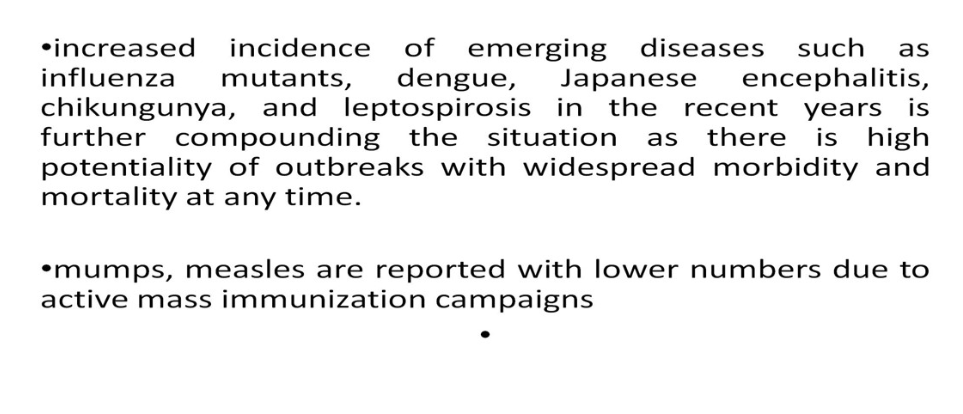 •increased incidence of emerging diseases such as
influenza mutants, dengue, Japanese encephalitis,
chikungunya, and leptospirosis in the recent years is
further compounding the situation as there is high
potentiality of outbreaks with widespread morbidity and
mortality at any time.
•mumps, measles are reported with lower numbers due to
active mass immunization campaigns
•